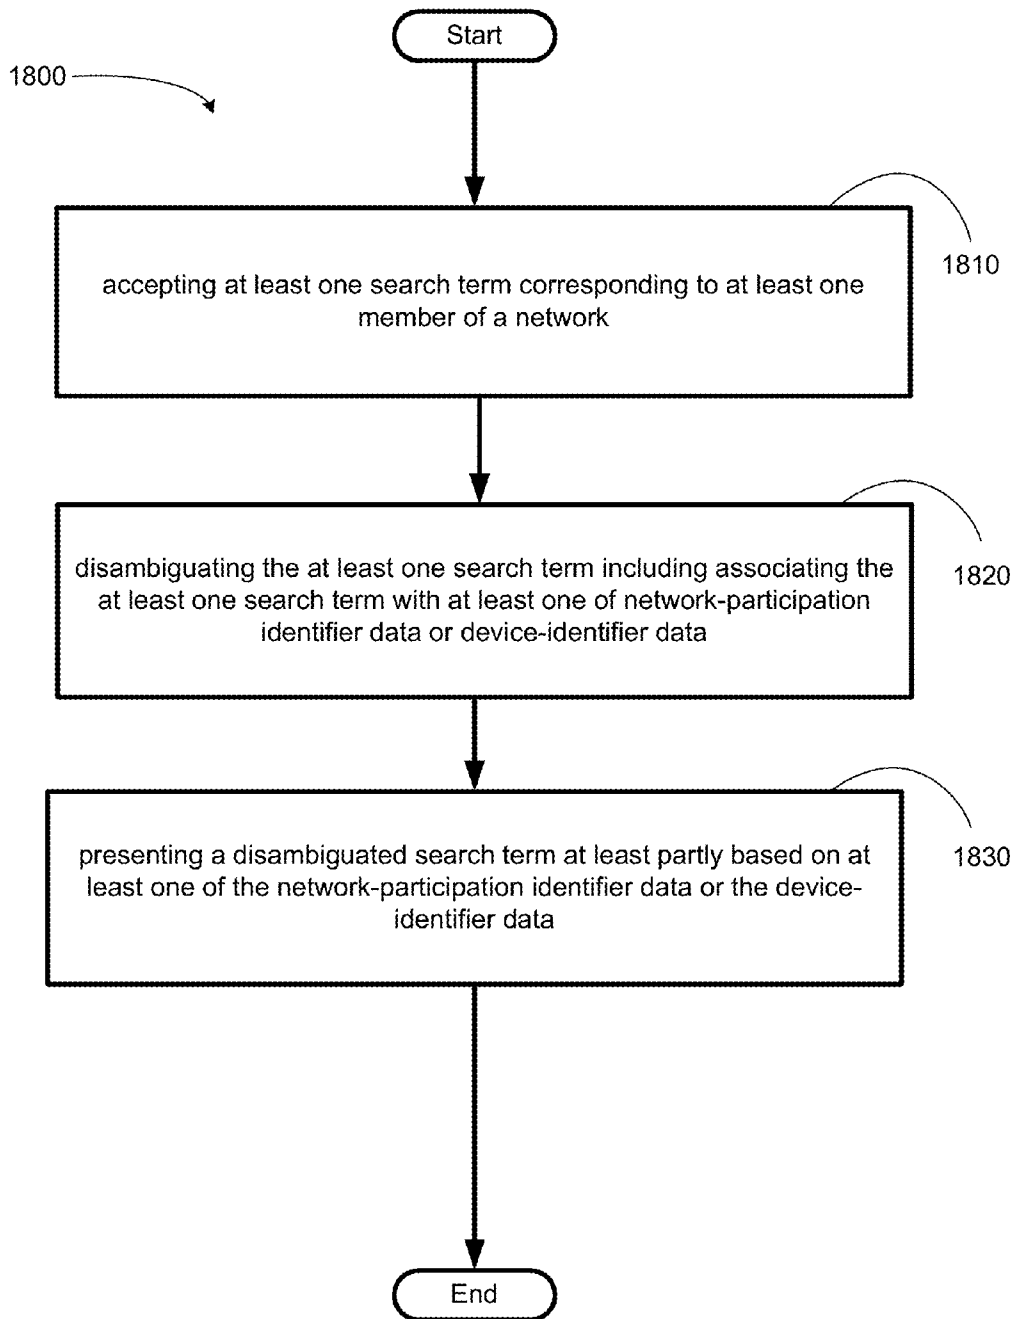 Start
1800
1810
accepting at least one search term corresponding to at least one
member of a network
1820
disambiguating the at least one search term including associating the
at least one search term with at least one of network-participation
identifier data or device-identifier data
1830
presenting a disambiguated search term at least partly based on at
least one of the network-participation identifier data or the device-
identifier data
End